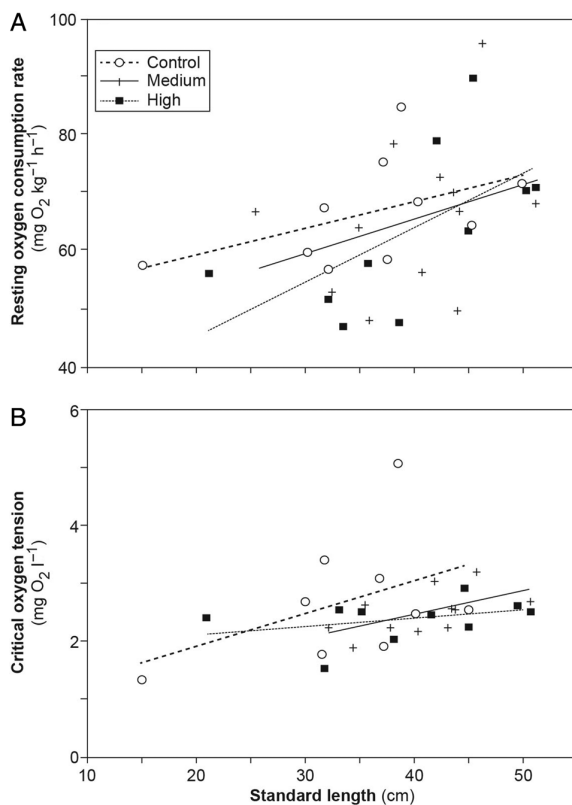 A
100
80
60
40
Resting oxygen consumption rate
(mg O₂ kg⁻¹ h⁻¹)
Control
Medium
High
B
6
4
2
0
Critical oxygen tension
(mg O₂ l⁻¹)
10
20
30
40
50
Standard length (cm)